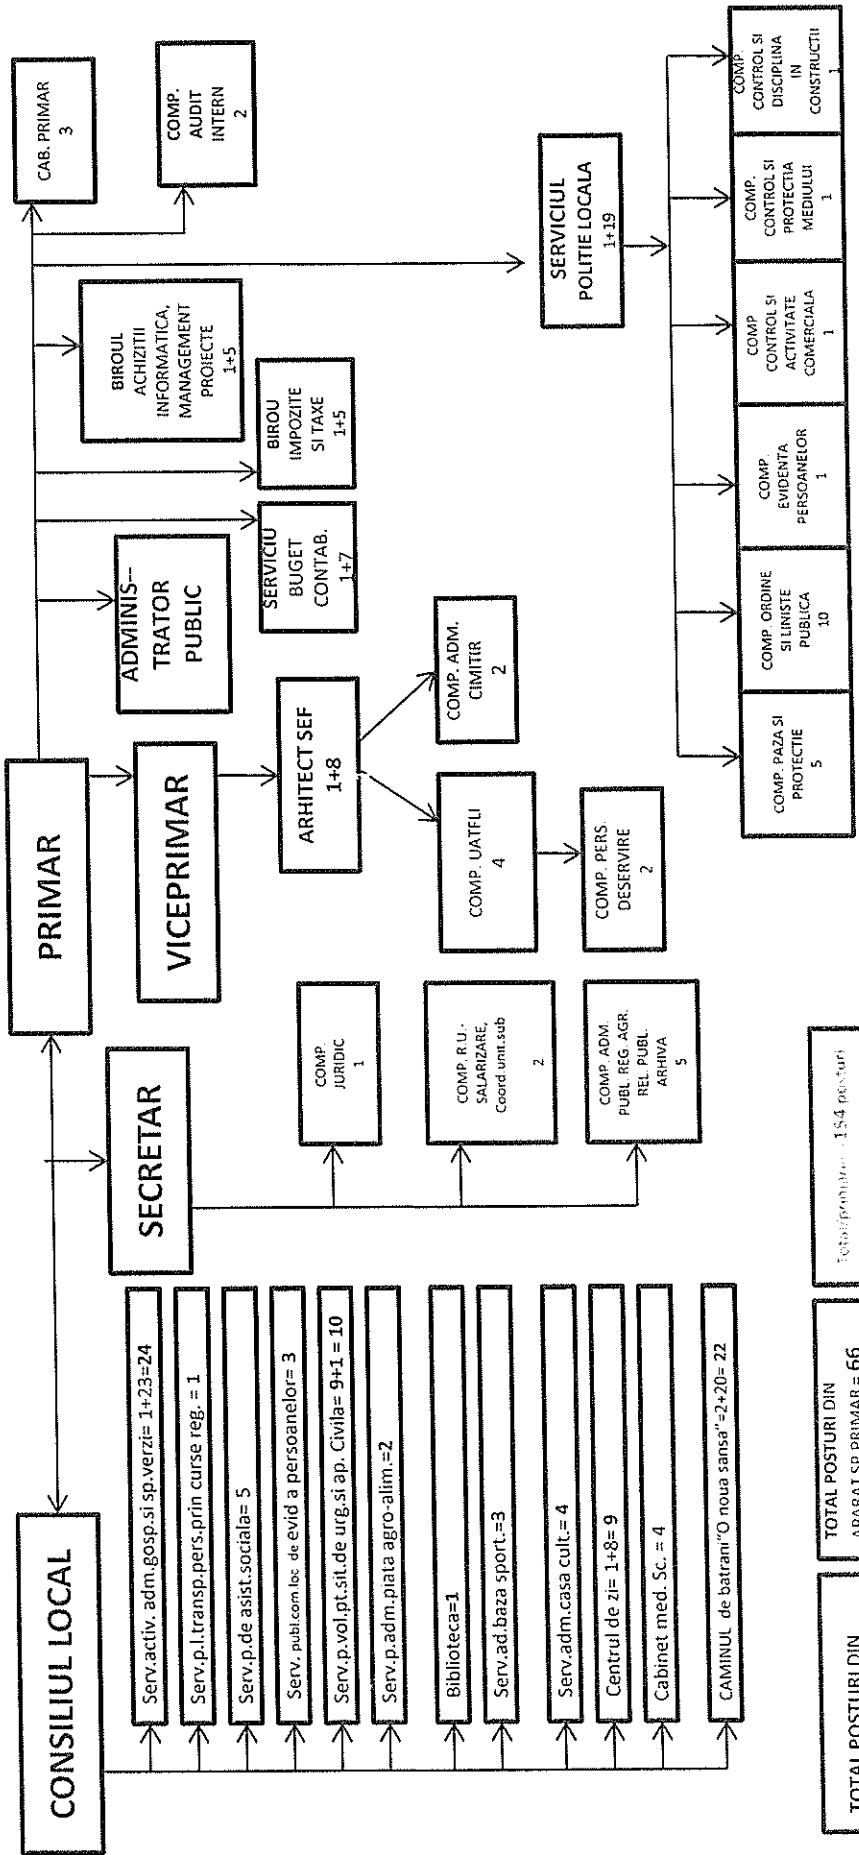 CONSILIUL LOCAL
Serv.activ. adm.gosp.si sp.verzi= 1+23=24
Serv.p.l.transp.pers.prin curse reg. = 1
Serv.p.de asist.sociala= 5
Serv. publ.com.loc de evid a persoanelor= 3
Serv.p.vol.pt.sit.de urg.si ap. Civila= 9+1 = 10
Serv.p.adm.piata agro-alim.=2
Biblioteca=1
Serv.ad.baza sport.=3
Serv.adm.casa cult.= 4
Centrul de zi= 1+8= 9
Cabinet med. Sc. = 4
CAMINUL de batrani"O noua sansa"=2+20= 22
PRIMAR
SECRETAR
COMP.
JURIDIC
1
COMP. R.U.-
SALARIZARE,
Coord unit.sub
2
COMP. ADM.
PUBL. REG. AGR.
REL. PUBL.
ARHIVA
5
VICEPRIMAR
ARHITECT SEF
1+8
COMP. UATFLI
4
COMP. PERS.
DESERVIRE
2
COMP. ADM.
CIMITIR
2
ADMINIS--
TRATOR
PUBLIC
SERVICIU
BUGET
CONTAB.
1+7
BIROU
IMPOZITE
SI TAXE
1+5
BIROUL
ACHIZITII
INFORMATICA,
MANAGEMENT
PROIECTE
1+5
CAB. PRIMAR
3
COMP.
AUDIT
INTERN
2
SERVICIUL
POLITIE LOCALA
1+19
COMP. PAZA SI
PROTECTIE
5
COMP. ORDINE
SI LINISTE
PUBLICA
10
COMP.
EVIDENTA
PERSOANELOR
1
COMP
CONTROL SI
ACTIVITATE
COMERCIALA
1
COMP.
CONTROL SI
PROTECTIA
MEDIULUI
1
COMP.
CONTROL SI
DISCIPLINA
IN
CONSTRUCTII
1
TOTAL POSTURI DIN
TOTAL POSTURI DIN
APARAT SP.PRIMAR = 66
154 posturi